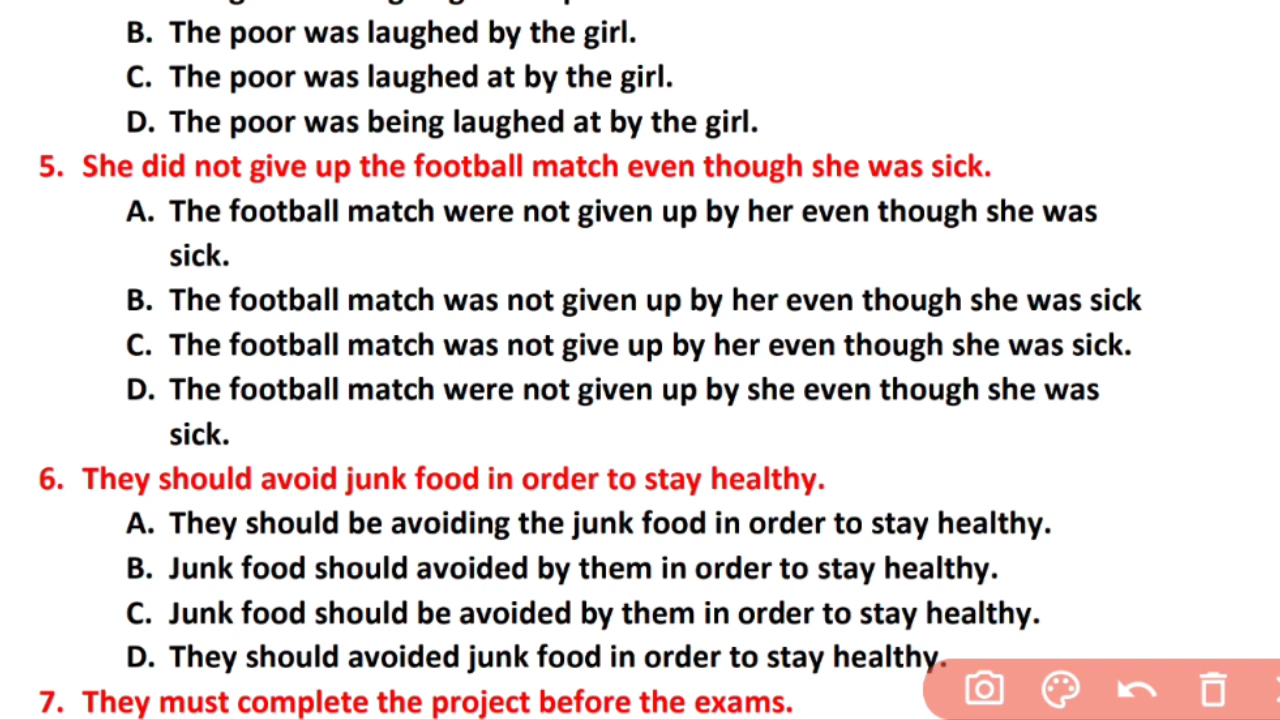 B. The poor was laughed by the girl.
C. The poor was laughed at by the girl.
D. The poor was being laughed at by the girl.
5. She did not give up the football match even though she was sick.
A. The football match were not given up by her even though she was
sick.
B. The football match was not given up by her even though she was sick
C. The football match was not give up by her even though she was sick.
D. The football match were not given up by she even though she was
sick.
6. They should avoid junk food in order to stay healthy.
A. They should be avoiding the junk food in order to stay healthy.
B. Junk food should avoided by them in order to stay healthy.
C. Junk food should be avoided by them in order to stay healthy.
D. They should avoided junk food in order to stay healthy.
7. They must complete the project before the exams.